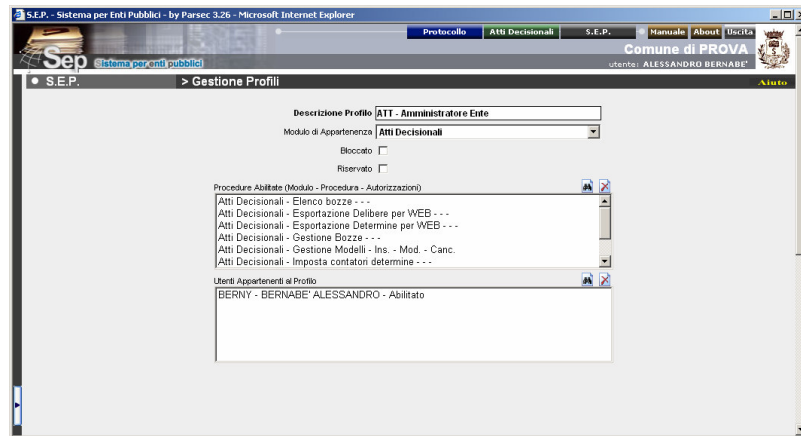 S.E.P. - Sistema per Enti Pubblici - by Parsec 3.26 - Microsoft Internet Explorer
Protocollo Atti Decisionali S.E.P. Manuale About Uscita
Comune di PROVA
Sep Sistema per enti pubblici
utente: ALESSANDRO BERNABE'
S.E.P. > Gestione Profili Aiuto
Descrizione Profilo ATT - Amministratore Ente
Modulo di Appartenenza Atti Decisionali
Bloccato
Riservato
Procedure Abilitate (Modulo - Procedura - Autorizzazioni)
Atti Decisionali - Elenco bozze - - -
Atti Decisionali - Esportazione Delibere per WEB - - -
Atti Decisionali - Esportazione Determine per WEB - - -
Atti Decisionali - Gestione Bozze - - -
Atti Decisionali - Gestione Modelli - Ins. - Mod. - Canc.
Atti Decisionali - Imposta contatori determine - - -
Utenti Appartenenti al Profilo
BERNY - BERNABE' ALESSANDRO - Abilitato